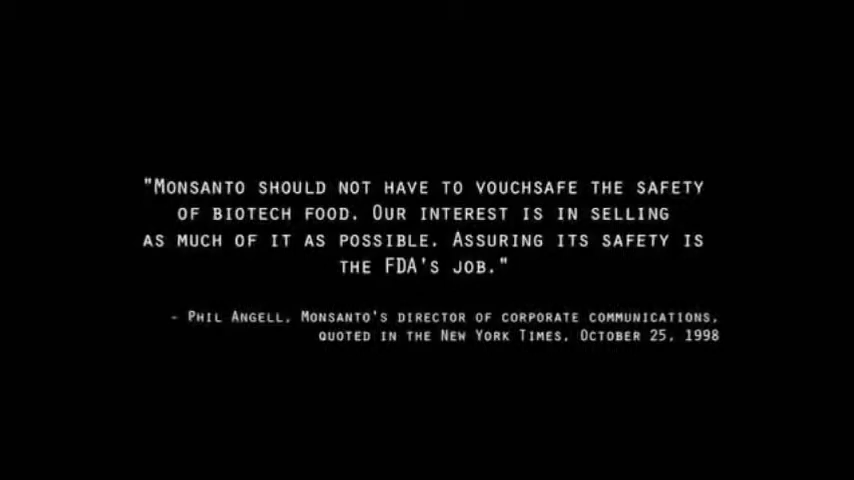 "Monsanto should not have to vouchsafe the safety
of biotech food. Our interest is in selling
as much of it as possible. Assuring its safety is
the FDA's job."
- Phil Angell, Monsanto's director of corporate communications,
quoted in the New York Times, October 25, 1998